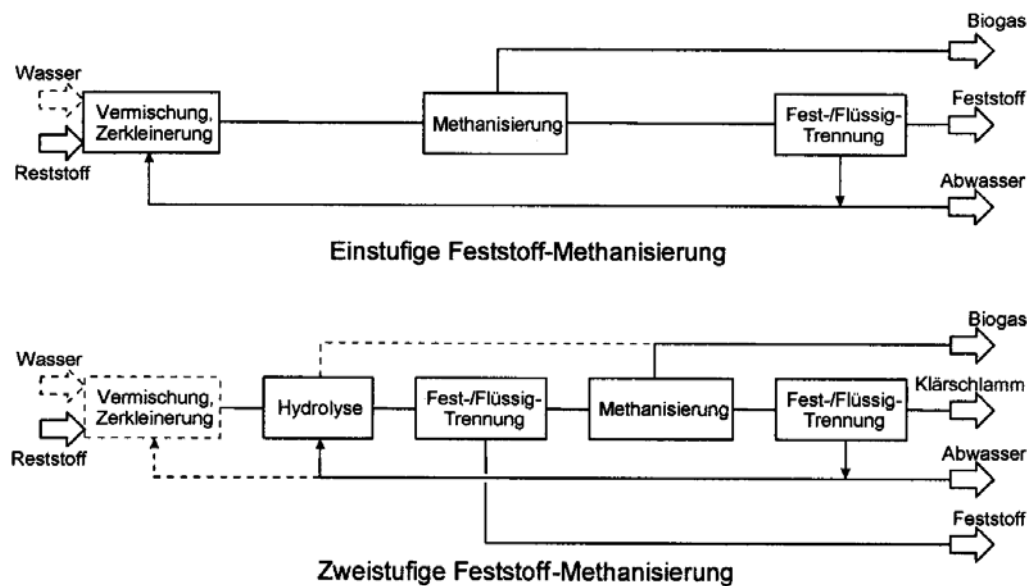 Biogas
Wasser
Vermischung,
Zerkleinerung
Methanisierung
Fest-/Flüssig-
Trennung
Feststoff
Reststoff
Abwasser
Einstufige Feststoff-Methanisierung
Biogas
Wasser
Vermischung,
Zerkleinerung
Hydrolyse
Fest-/Flüssig-
Trennung
Methanisierung
Fest-/Flüssig-
Trennung
Klärschlamm
Reststoff
Abwasser
Feststoff
Zweistufige Feststoff-Methanisierung